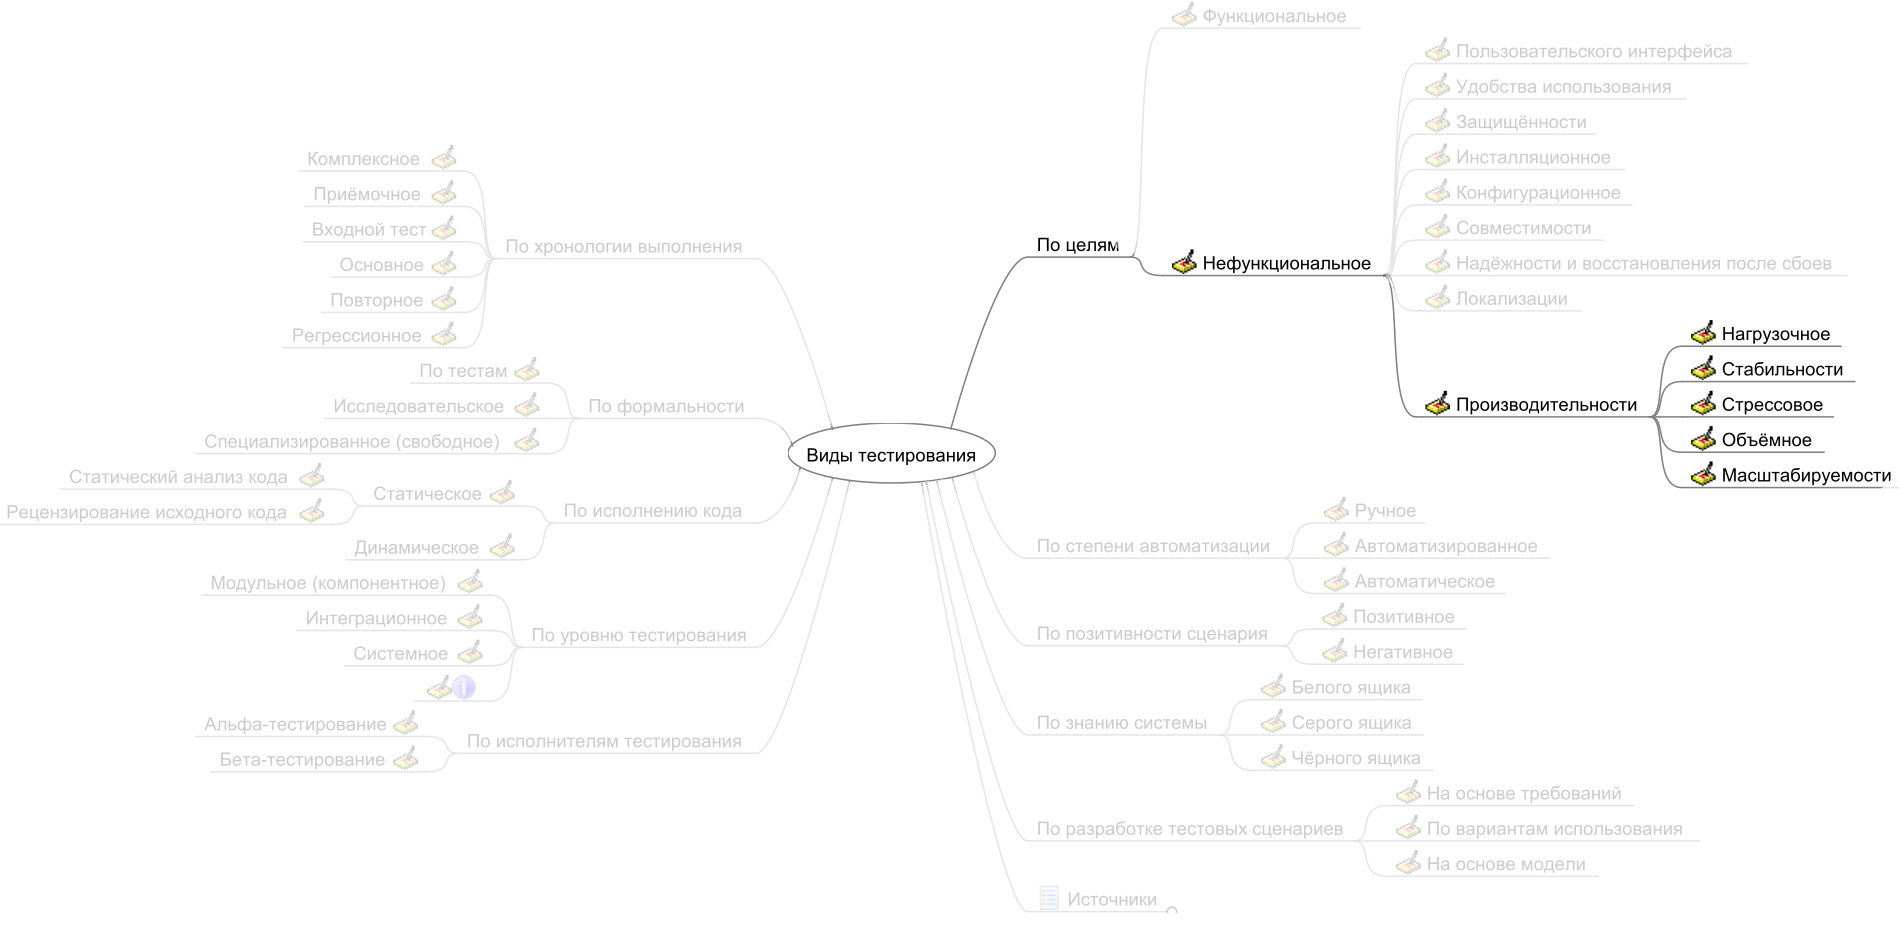 Виды тестирования
По целям
Функциональное
Нефункциональное
Пользовательского интерфейса
Удобства использования
Защищённости
Инсталляционное
Конфигурационное
Совместимости
Надёжности и восстановления после сбоев
Локализации
Производительности
Нагрузочное
Стабильности
Стрессовое
Объёмное
Масштабируемости
По степени автоматизации
Ручное
Автоматизированное
Автоматическое
По позитивности сценария
Позитивное
Негативное
По знанию системы
Белого ящика
Серого ящика
Чёрного ящика
По разработке тестовых сценариев
На основе требований
По вариантам использования
На основе модели
Источники
По хронологии выполнения
Комплексное
Приёмочное
Входной тест
Основное
Повторное
Регрессионное
По формальности
По тестам
Исследовательское
Специализированное (свободное)
По исполнению кода
Статическое
Статический анализ кода
Рецензирование исходного кода
Динамическое
По уровню тестирования
Модульное (компонентное)
Интеграционное
Системное
По исполнителям тестирования
Альфа-тестирование
Бета-тестирование